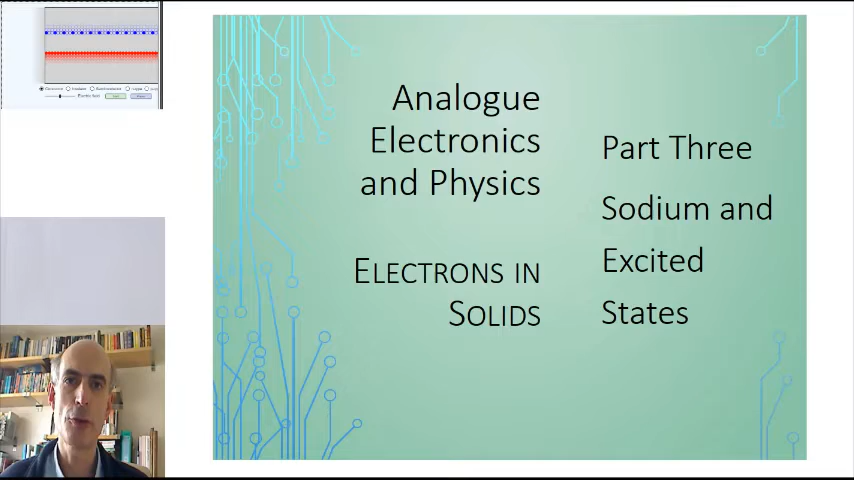 Analogue
Electronics
and Physics
ELECTRONS IN
SOLIDS
Part Three
Sodium and
Excited
States